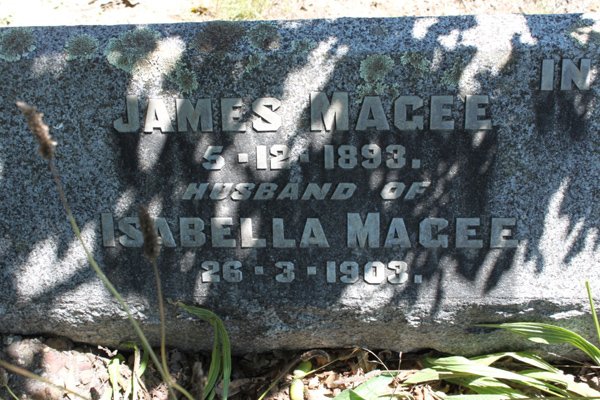 IN
JAMES MAGEE
5·12·1893.
HUSBAND OF
ISABELLA MAGEE
26·3·1903.